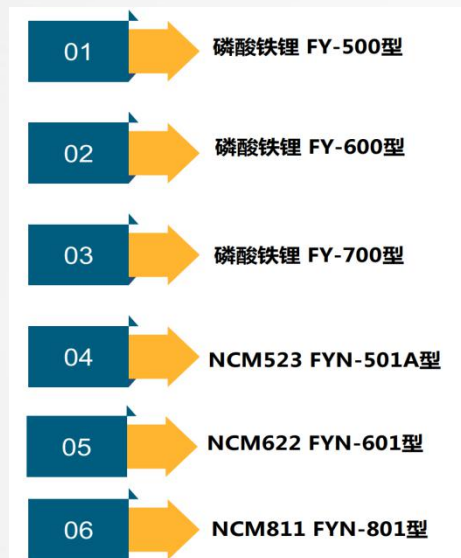 01
磷酸铁锂 FY-500型
02
磷酸铁锂 FY-600型
03
磷酸铁锂 FY-700型
04
NCM523 FYN-501A型
05
NCM622 FYN-601型
06
NCM811 FYN-801型